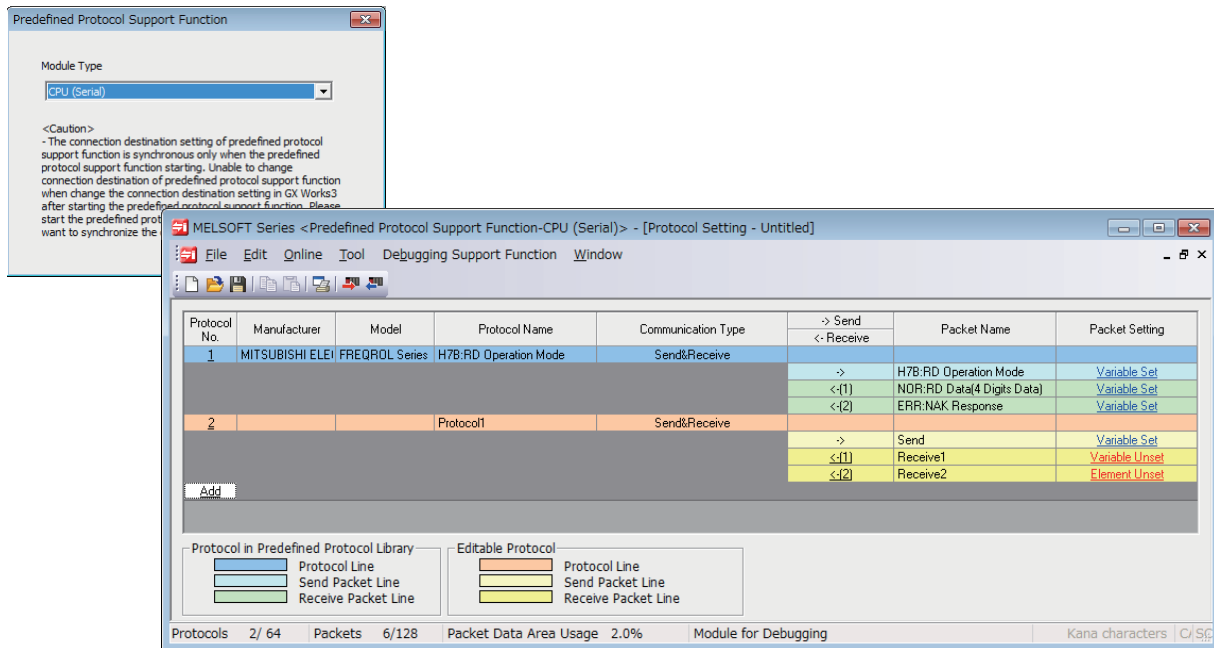 Predefined Protocol Support Function
Module Type
CPU (Serial)
<Caution>
- The connection destination setting of predefined protocol
support function is synchronous only when the predefined
protocol support function starting. Unable to change
connection destination of predefined protocol support function
when change the connection destination setting in GX Works3
after starting the predefined protocol support function. Please
start the predefined prot
want to synchronize the
MELSOFT Series <Predefined Protocol Support Function-CPU (Serial)> - [Protocol Setting - Untitled]
File Edit Online Tool Debugging Support Function Window
Protocol No. Manufacturer Model Protocol Name Communication Type -> Send <- Receive Packet Name Packet Setting
1 MITSUBISHI ELE FREQROL Series H7B:RD Operation Mode Send&Receive
-> H7B:RD Operation Mode Variable Set
<-(1) NOR:RD Data(4 Digits Data) Variable Set
<-(2) ERR:NAK Response Variable Set
2 Protocol1 Send&Receive
-> Send Variable Set
<-(1) Receive1 Variable Unset
<-(2) Receive2 Element Unset
Add
Protocol in Predefined Protocol Library
Protocol Line
Send Packet Line
Receive Packet Line
Editable Protocol
Protocol Line
Send Packet Line
Receive Packet Line
Protocols 2/ 64 Packets 6/128 Packet Data Area Usage 2.0% Module for Debugging Kana characters